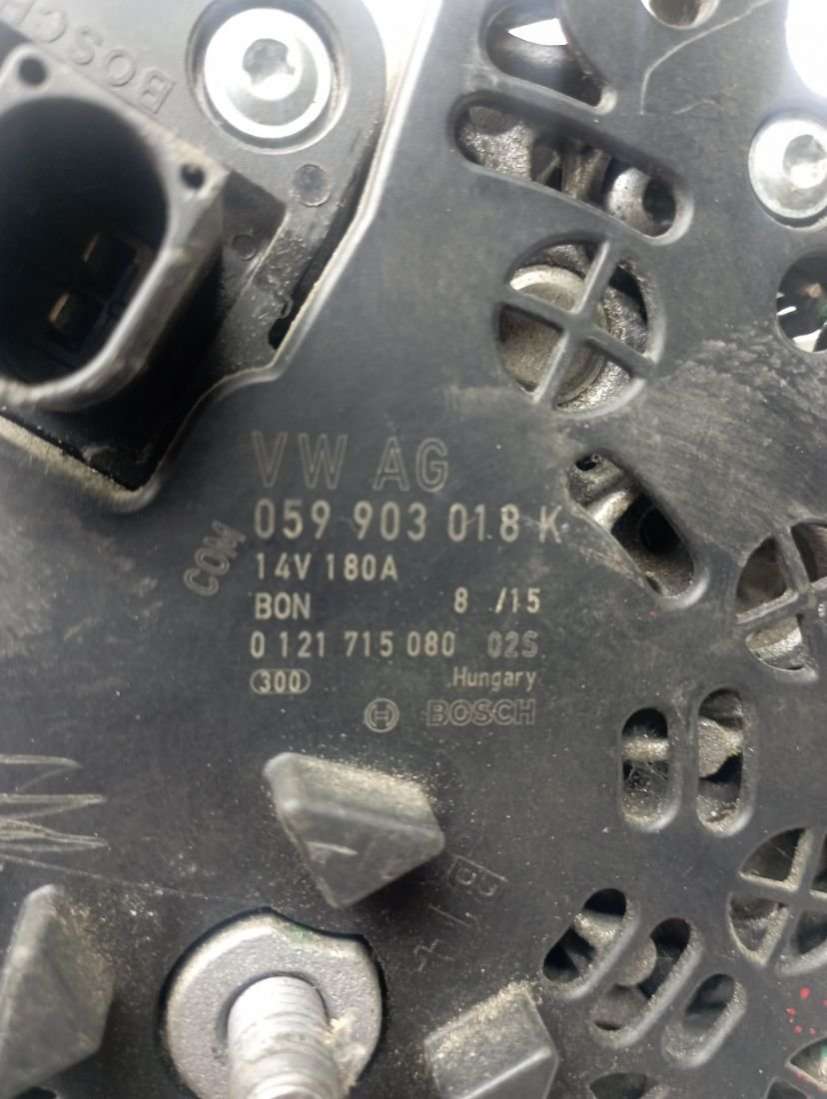 BOSCH
VW AG
059 903 018 K
COM
14V 180A
BON 8 /15
0 121 715 080 02S
300 Hungary
BOSCH